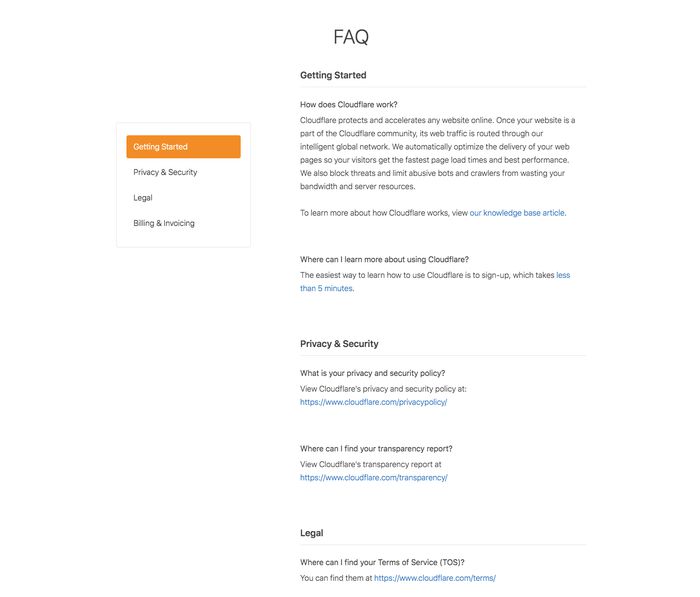 FAQ
Getting Started
Privacy & Security
Legal
Billing & Invoicing
Getting Started
How does Cloudflare work?
Cloudflare protects and accelerates any website online. Once your website is a
part of the Cloudflare community, its web traffic is routed through our
intelligent global network. We automatically optimize the delivery of your web
pages so your visitors get the fastest page load times and best performance.
We also block threats and limit abusive bots and crawlers from wasting your
bandwidth and server resources.
To learn more about how Cloudflare works, view our knowledge base article.
Where can I learn more about using Cloudflare?
The easiest way to learn how to use Cloudflare is to sign-up, which takes less
than 5 minutes.
Privacy & Security
What is your privacy and security policy?
View Cloudflare's privacy and security policy at:
https://www.cloudflare.com/privacypolicy/
Where can I find your transparency report?
View Cloudflare's transparency report at
https://www.cloudflare.com/transparency/
Legal
Where can I find your Terms of Service (TOS)?
You can find them at https://www.cloudflare.com/terms/